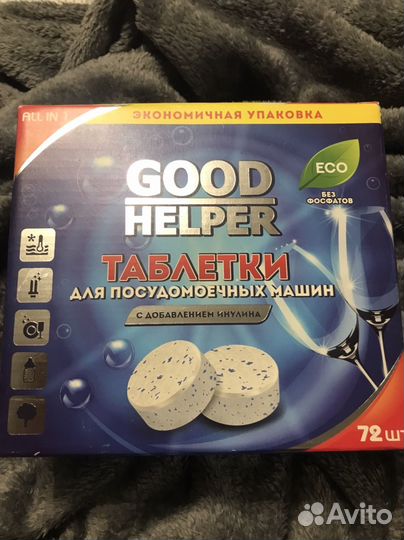 ALL IN 1
ЭКОНОМИЧНАЯ УПАКОВКА
GOOD
HELPER
ECO
БЕЗ
ФОСФАТОВ
ТАБЛЕТКИ
ДЛЯ ПОСУДОМОЕЧНЫХ МАШИН
С ДОБАВЛЕНИЕМ ИНУЛИНА
72 шт
Avito